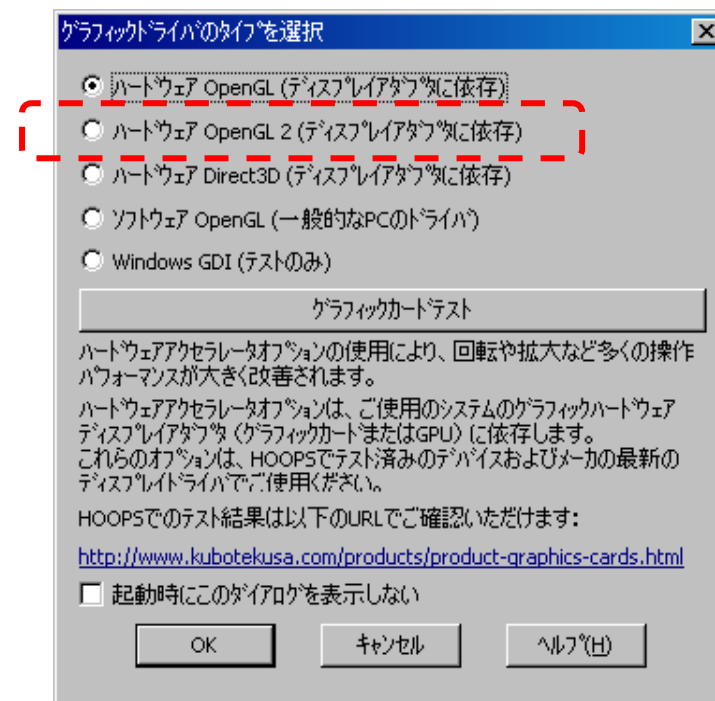 グラフィックドライバのタイプを選択
ハードウェア OpenGL (ディスプレイアダプタに依存)
ハードウェア OpenGL 2 (ディスプレイアダプタに依存)
ハードウェア Direct3D (ディスプレイアダプタに依存)
ソフトウェア OpenGL (一般的なPCのドライバ)
Windows GDI (テストのみ)
グラフィックカードテスト
ハードウェアアクセラレータオプションの使用により、回転や拡大など多くの操作
パフォーマンスが大きく改善されます。
ハードウェアアクセラレータオプションは、ご使用のシステムのグラフィックハードウェア
ディスプレイアダプタ (グラフィックカードまたはGPU) に依存します。
これらのオプションは、HOOPSでテスト済みのデバイスおよびメーカの最新の
ディスプレイドライバでご使用ください。
HOOPSでのテスト結果は以下のURLでご確認いただけます:
http://www.kubotekusa.com/products/product-graphics-cards.html
起動時にこのダイアログを表示しない
OK キャンセル ヘルプ(H)